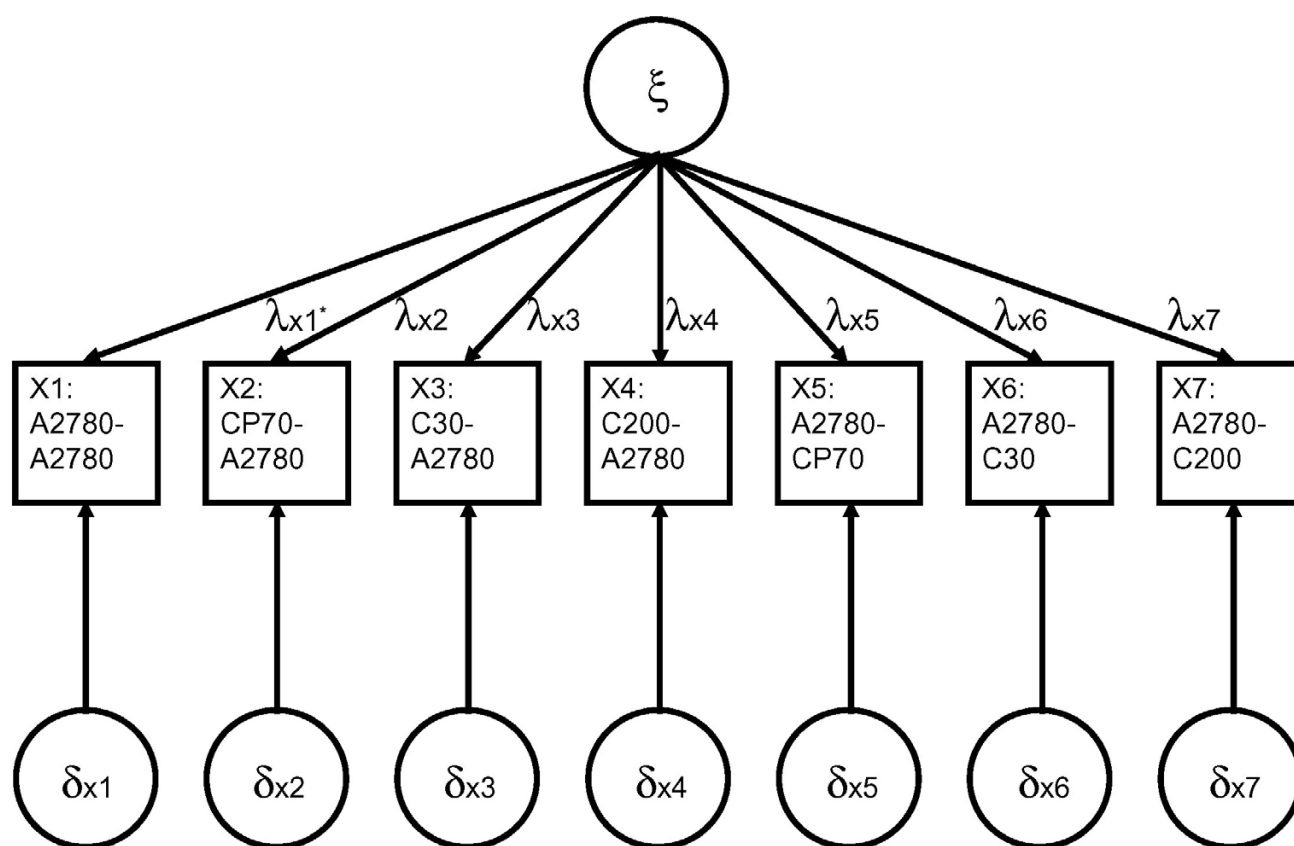 ξ
λx1* λx2 λx3 λx4 λx5 λx6 λx7
X1:
A2780-
A2780
X2:
CP70-
A2780
X3:
C30-
A2780
X4:
C200-
A2780
X5:
A2780-
CP70
X6:
A2780-
C30
X7:
A2780-
C200
δx1 δx2 δx3 δx4 δx5 δx6 δx7